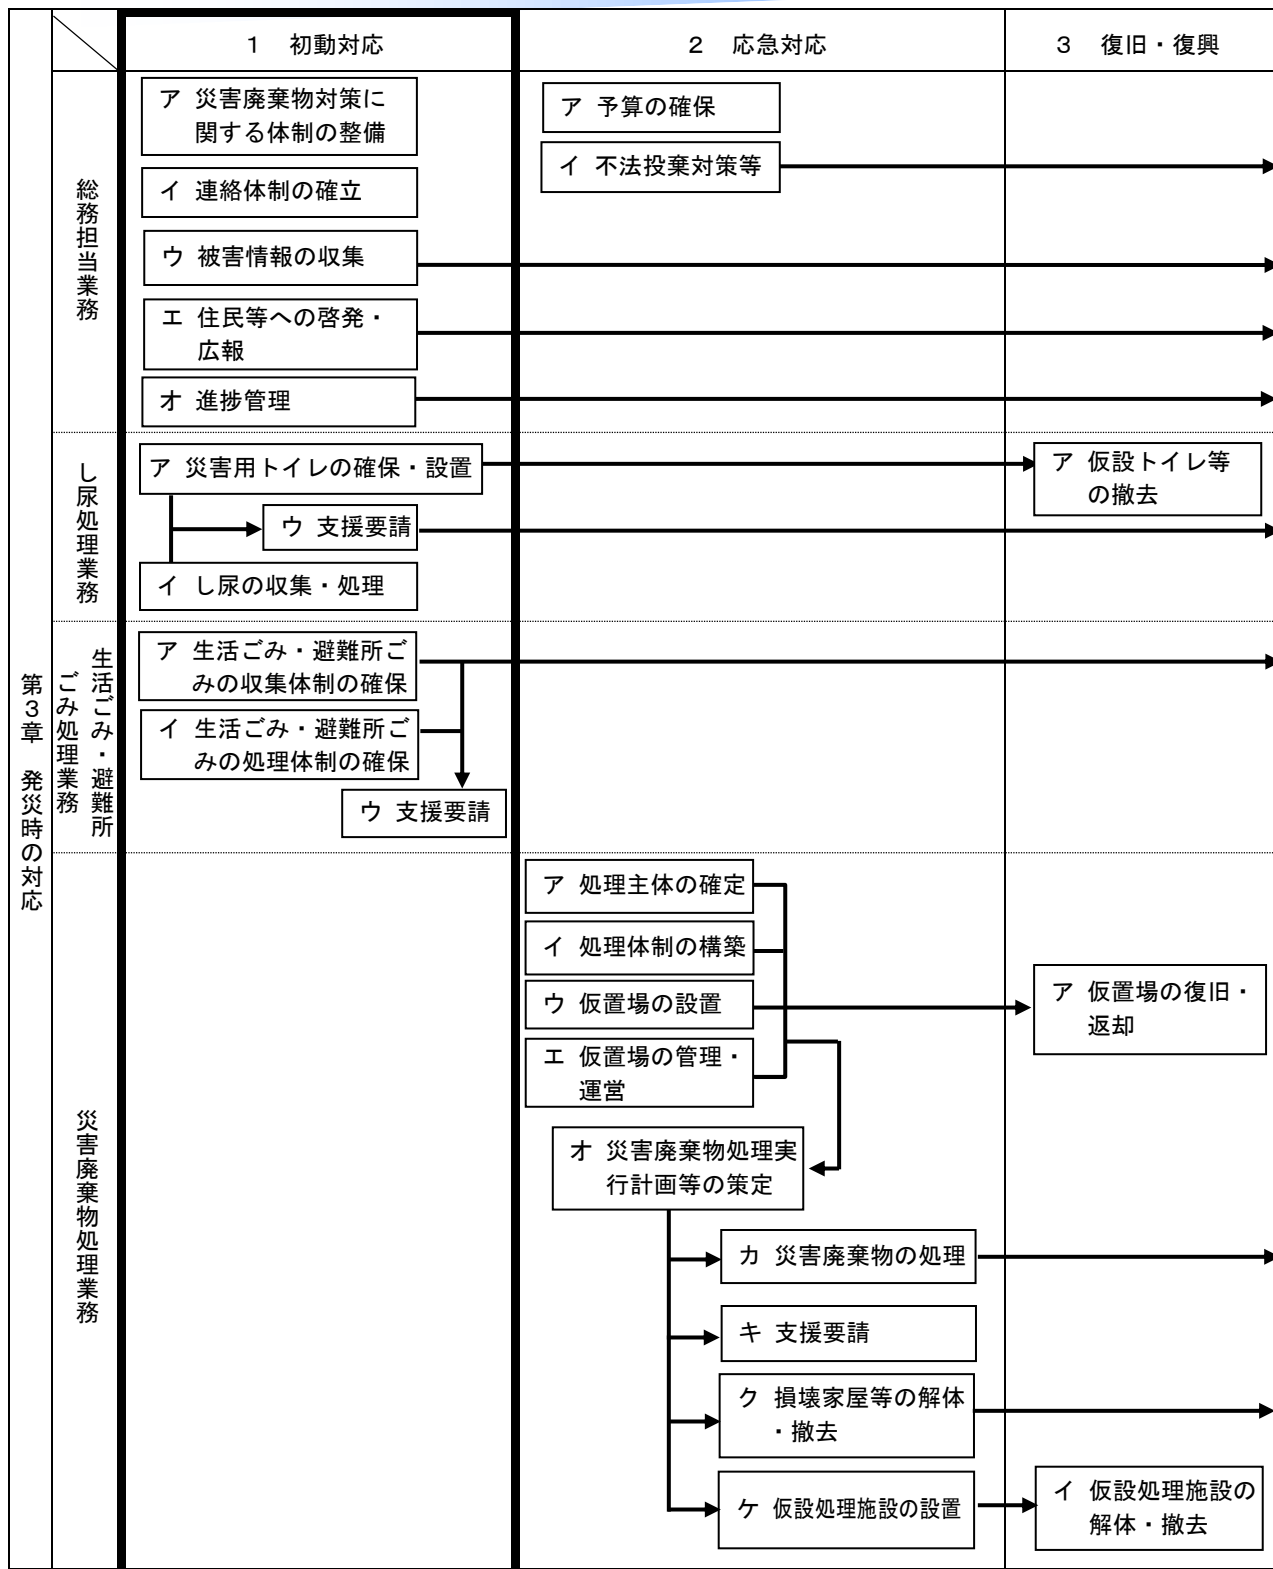 １ 初動対応
２ 応急対応
３ 復旧・復興
第３章 発災時の対応
総務担当業務
ア 災害廃棄物対策に
関する体制の整備
イ 連絡体制の確立
ウ 被害情報の収集
エ 住民等への啓発・
広報
オ 進捗管理
ア 予算の確保
イ 不法投棄対策等
し尿処理業務
ア 災害用トイレの確保・設置
ウ 支援要請
イ し尿の収集・処理
ア 仮設トイレ等
の撤去
生活ごみ・避難所
ごみ処理業務
ア 生活ごみ・避難所ご
みの収集体制の確保
イ 生活ごみ・避難所ご
みの処理体制の確保
ウ 支援要請
災害廃棄物処理業務
ア 処理主体の確定
イ 処理体制の構築
ウ 仮置場の設置
エ 仮置場の管理・
運営
オ 災害廃棄物処理実
行計画等の策定
カ 災害廃棄物の処理
キ 支援要請
ク 損壊家屋等の解体
・撤去
ケ 仮設処理施設の設置
ア 仮置場の復旧・
返却
イ 仮設処理施設の
解体・撤去